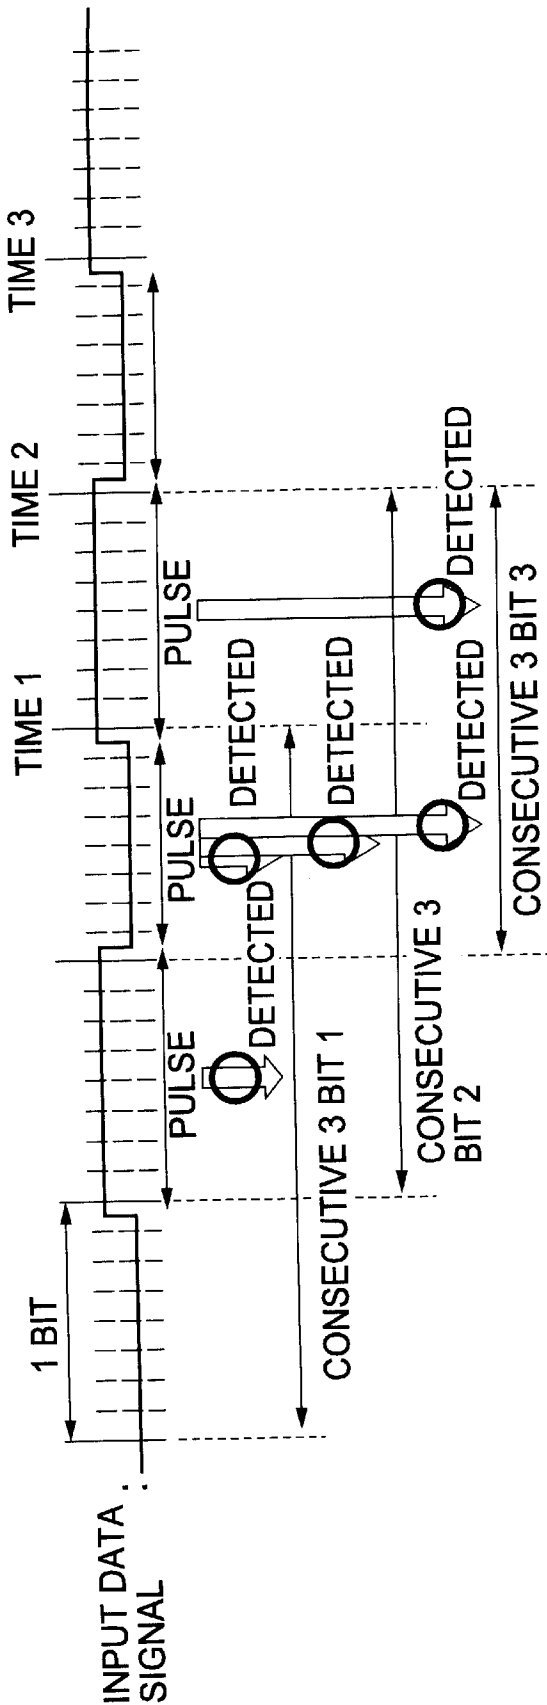 INPUT DATA :
SIGNAL :
1 BIT
TIME 1
TIME 2
TIME 3
PULSE
PULSE
PULSE
DETECTED
DETECTED
DETECTED
DETECTED
DETECTED
CONSECUTIVE 3 BIT 1
CONSECUTIVE 3
BIT 2
CONSECUTIVE 3 BIT 3